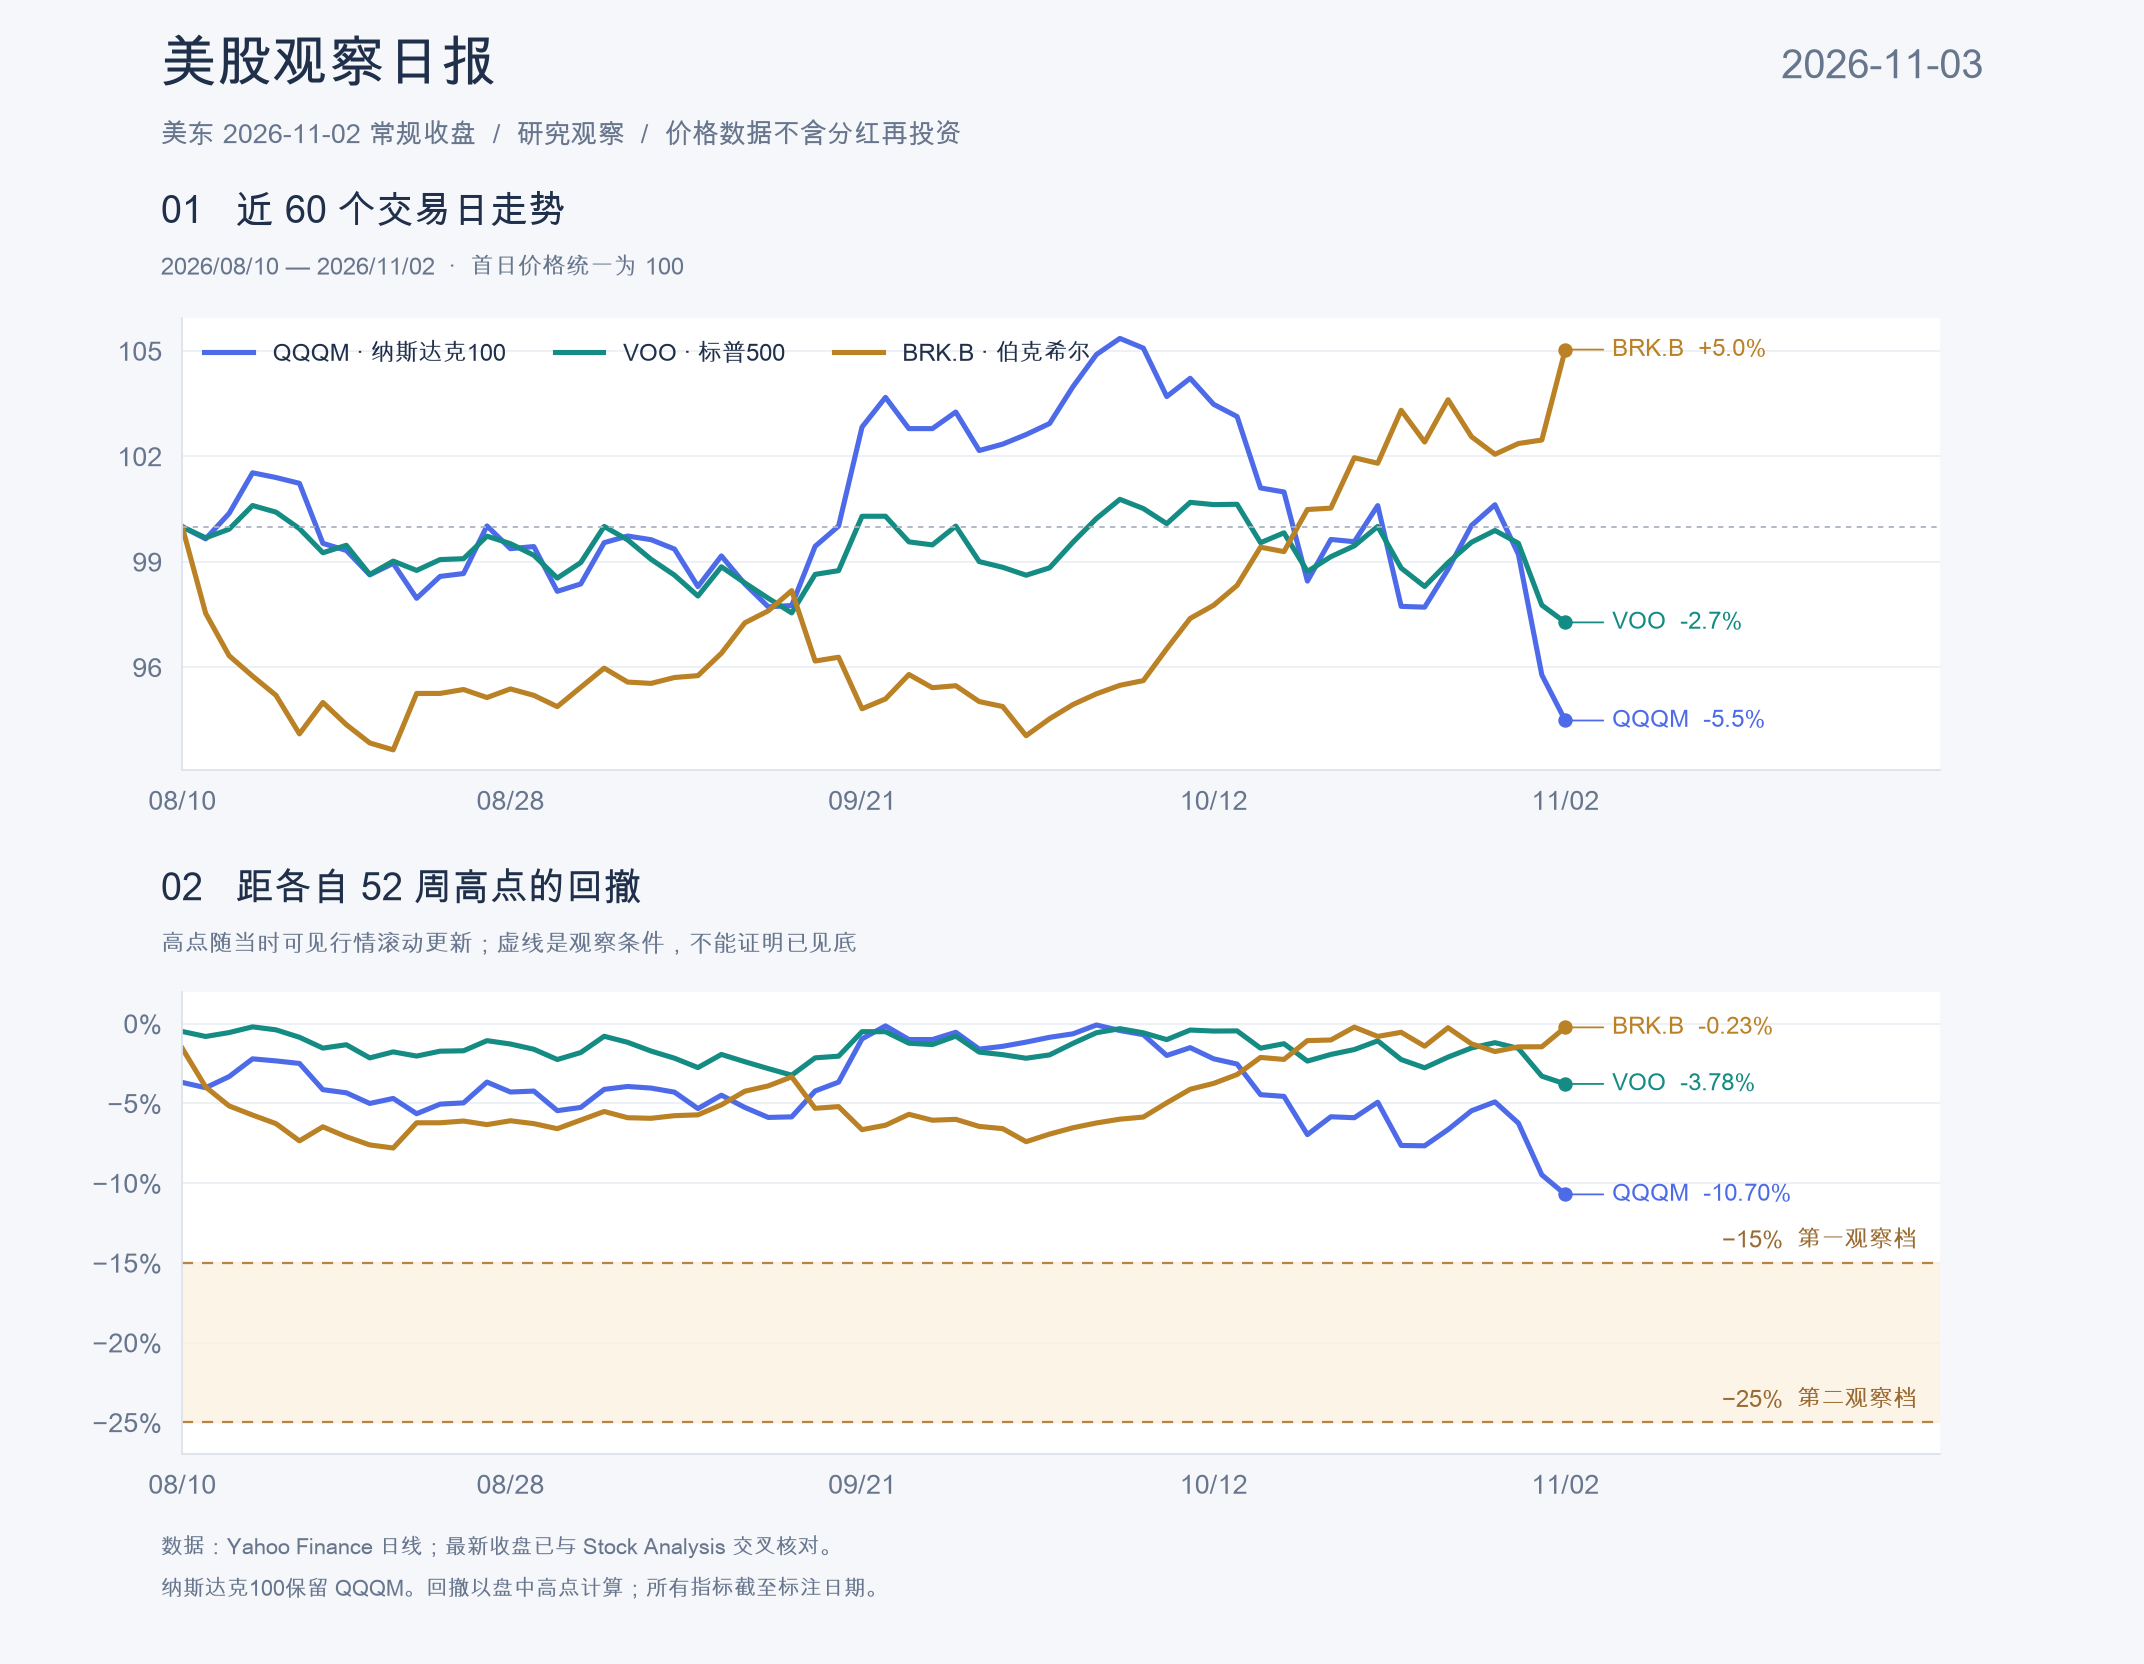 美股观察日报
2026-11-03
美东 2026-11-02 常规收盘 / 研究观察 / 价格数据不含分红再投资
01 近 60 个交易日走势
2026/08/10 — 2026/11/02 · 首日价格统一为 100
QQQM · 纳斯达克100 VOO · 标普500 BRK.B · 伯克希尔
105
102
99
96
BRK.B +5.0%
VOO -2.7%
QQQM -5.5%
08/10 08/28 09/21 10/12 11/02
02 距各自 52 周高点的回撤
高点随当时可见行情滚动更新；虚线是观察条件，不能证明已见底
0%
−5%
−10%
−15%
−20%
−25%
BRK.B -0.23%
VOO -3.78%
QQQM -10.70%
−15% 第一观察档
−25% 第二观察档
08/10 08/28 09/21 10/12 11/02
数据：Yahoo Finance 日线；最新收盘已与 Stock Analysis 交叉核对。
纳斯达克100保留 QQQM。回撤以盘中高点计算；所有指标截至标注日期。